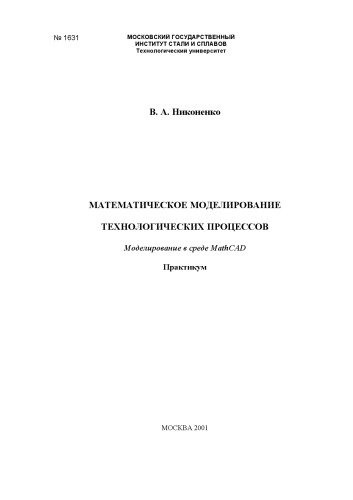 № 1631
МОСКОВСКИЙ ГОСУДАРСТВЕННЫЙ
ИНСТИТУТ СТАЛИ И СПЛАВОВ
Технологический университет
В. А. Никоненко
МАТЕМАТИЧЕСКОЕ МОДЕЛИРОВАНИЕ
ТЕХНОЛОГИЧЕСКИХ ПРОЦЕССОВ
Моделирование в среде MathCAD
Практикум
МОСКВА 2001